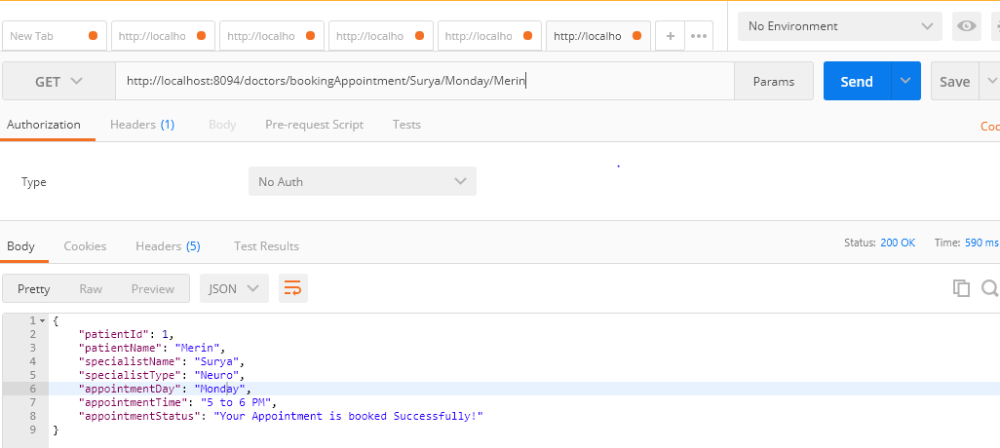 New Tab http://localho http://localho http://localho http://localho http://localho + ••• No Environment
GET http://localhost:8094/doctors/bookingAppointment/Surya/Monday/Merin Params Send Save
Authorization Headers (1) Body Pre-request Script Tests
Type No Auth
Body Cookies Headers (5) Test Results Status: 200 OK Time: 590 ms
Pretty Raw Preview JSON
1 {
2 "patientId": 1,
3 "patientName": "Merin",
4 "specialistName": "Surya",
5 "specialistType": "Neuro",
6 "appointmentDay": "Monday",
7 "appointmentTime": "5 to 6 PM",
8 "appointmentStatus": "Your Appointment is booked Successfully!"
9 }